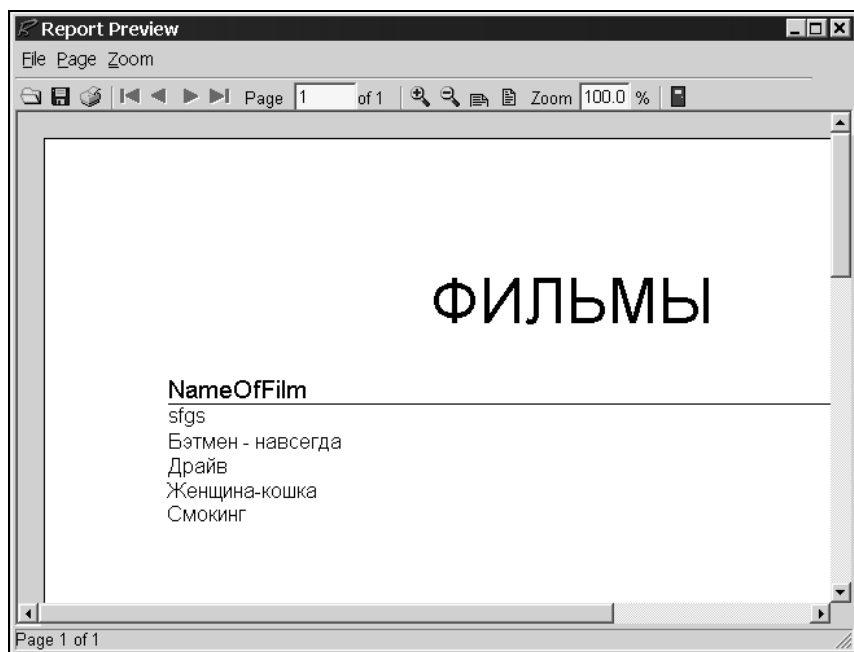 Report Preview
File Page Zoom
Page 1 of 1 Zoom 100.0 %
ФИЛЬМЫ
NameOfFilm
sfgs
Бэтмен - навсегда
Драйв
Женщина-кошка
Смокинг
Page 1 of 1